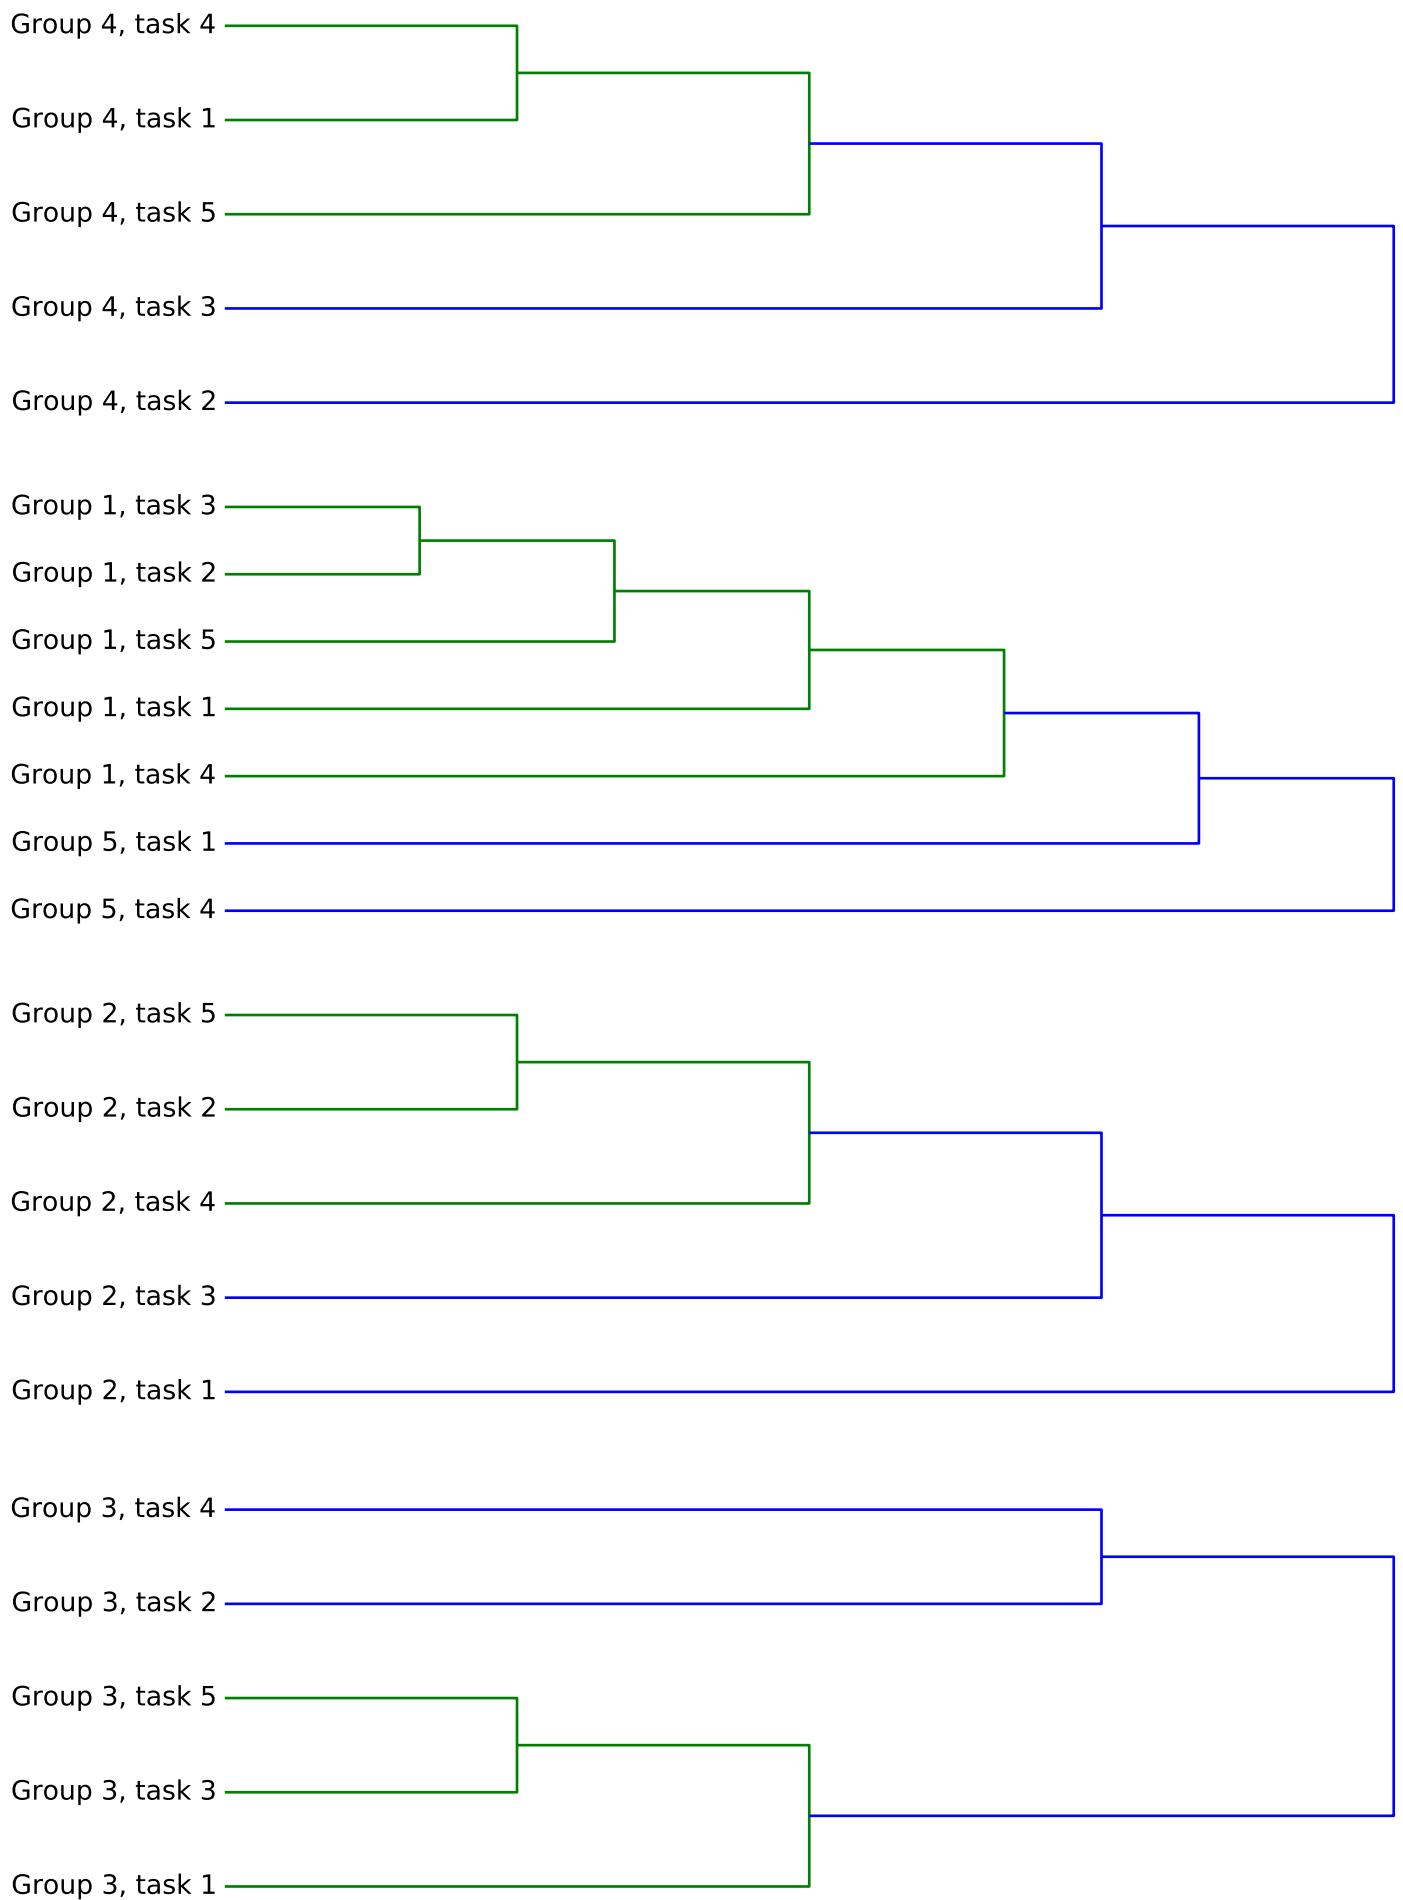 Group 4, task 4
Group 4, task 1
Group 4, task 5
Group 4, task 3
Group 4, task 2
Group 1, task 3
Group 1, task 2
Group 1, task 5
Group 1, task 1
Group 1, task 4
Group 5, task 1
Group 5, task 4
Group 2, task 5
Group 2, task 2
Group 2, task 4
Group 2, task 3
Group 2, task 1
Group 3, task 4
Group 3, task 2
Group 3, task 5
Group 3, task 3
Group 3, task 1